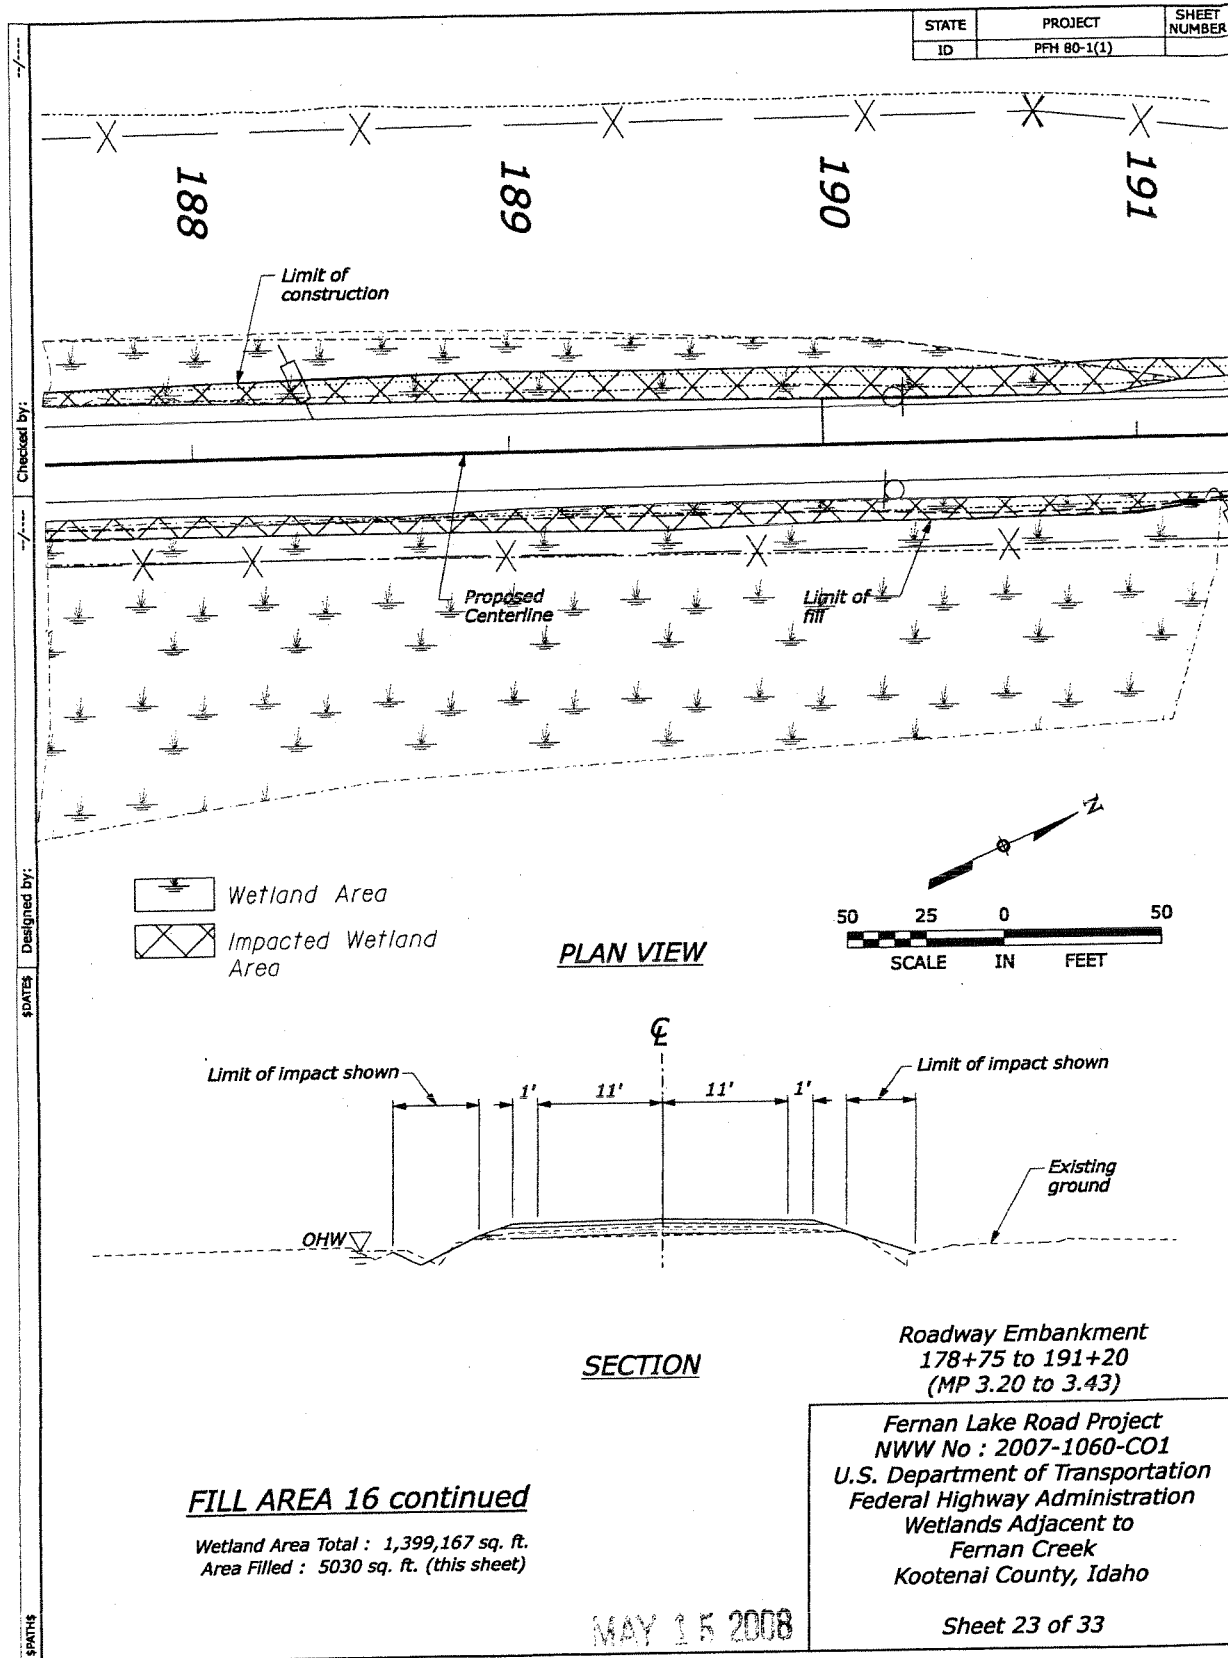 STATE
PROJECT
SHEET NUMBER
ID
PFH 80-1(1)
188
189
190
191
Limit of
construction
Proposed
Centerline
Limit of
fill
N
Wetland Area
Impacted Wetland
Area
PLAN VIEW
50 25 0 50
SCALE IN FEET
℄
Limit of impact shown
1' 11' 11' 1'
Limit of impact shown
Existing
ground
OHW
SECTION
Roadway Embankment
178+75 to 191+20
(MP 3.20 to 3.43)
FILL AREA 16 continued
Wetland Area Total : 1,399,167 sq. ft.
Area Filled : 5030 sq. ft. (this sheet)
MAY 15 2008
Fernan Lake Road Project
NWW No : 2007-1060-CO1
U.S. Department of Transportation
Federal Highway Administration
Wetlands Adjacent to
Fernan Creek
Kootenai County, Idaho
Sheet 23 of 33
--/----
Checked by:
--/----
Designed by:
$DATE$
$PATH$